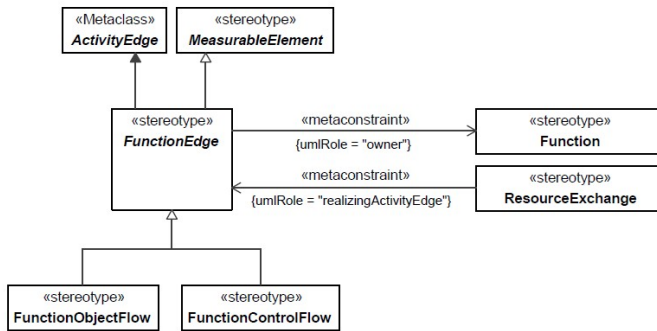 «Metaclass»
ActivityEdge
«stereotype»
MeasurableElement
«stereotype»
FunctionEdge
«metaconstraint»
{umlRole = "owner"}
«stereotype»
Function
«metaconstraint»
{umlRole = "realizingActivityEdge"}
«stereotype»
ResourceExchange
«stereotype»
FunctionObjectFlow
«stereotype»
FunctionControlFlow